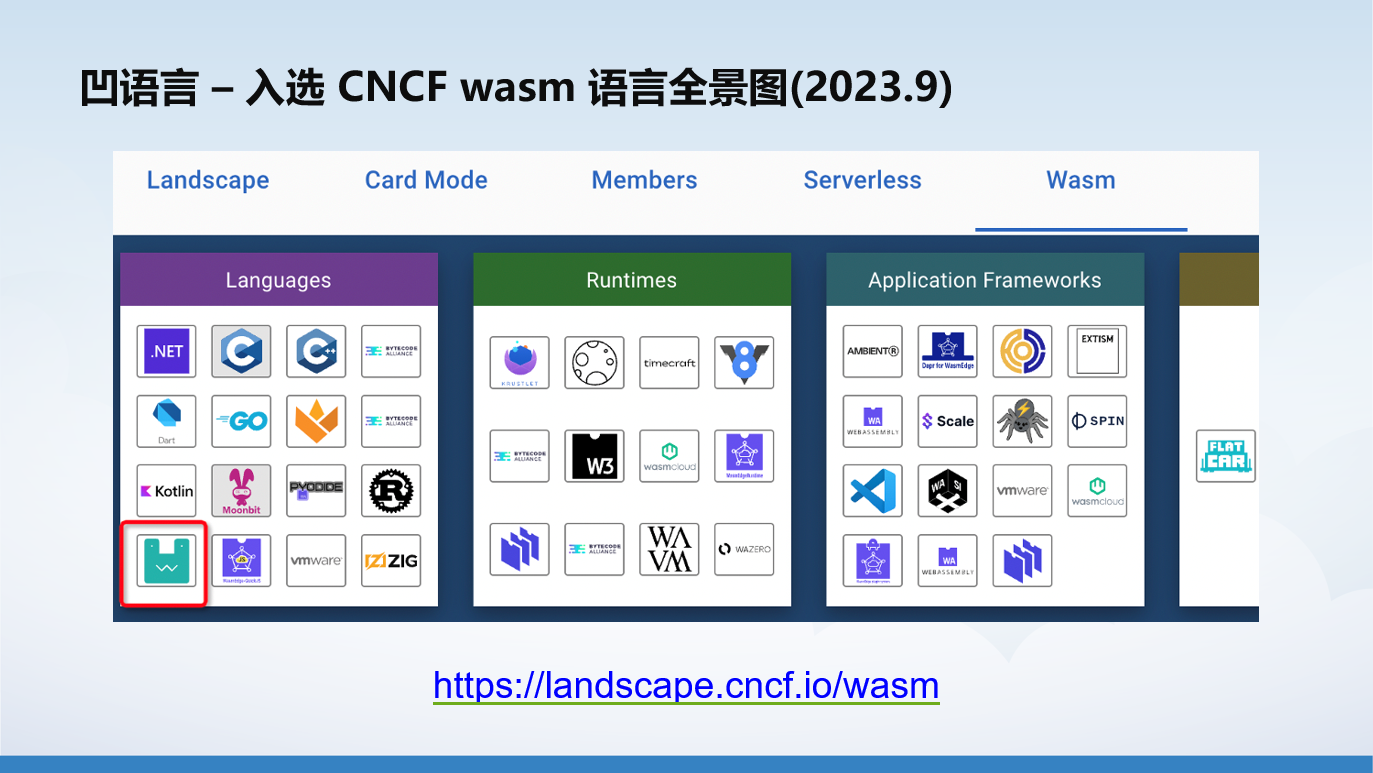 凹语言 – 入选 CNCF wasm 语言全景图(2023.9)
Landscape Card Mode Members Serverless Wasm
Languages Runtimes Application Frameworks
.NET C C++ BYTECODE ALLIANCE
KRUSTLET timecraft 8
AMBIENT® Dapr for WasmEdge EXTISM
Dart GO BYTECODE ALLIANCE
BYTECODE ALLIANCE W3 wasmcloud
WA WEBASSEMBLY Scale SPIN
FLAT CAR
Kotlin Moonbit PYODIDE R
WA SI vmware® wasmcloud
JS vmware® ZIG
BYTECODE ALLIANCE WAVM WAZERO
WA WEBASSEMBLY
https://landscape.cncf.io/wasm